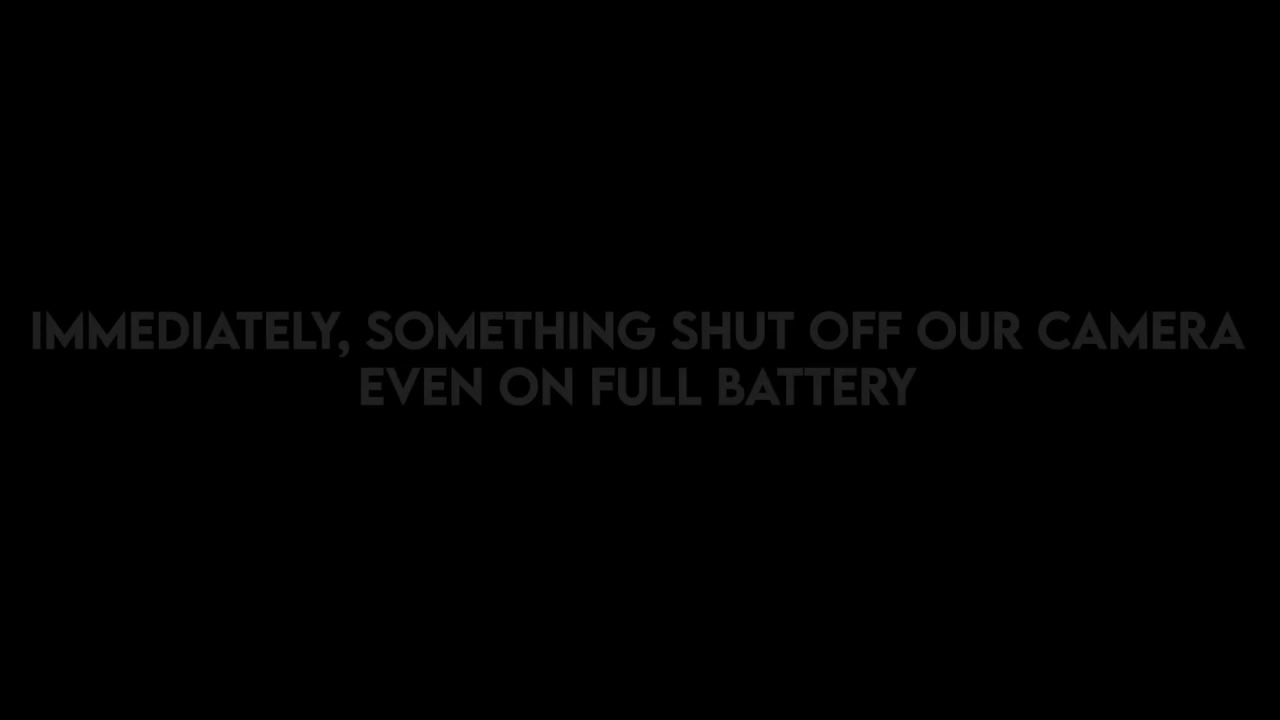 IMMEDIATELY, SOMETHING SHUT OFF OUR CAMERA
EVEN ON FULL BATTERY